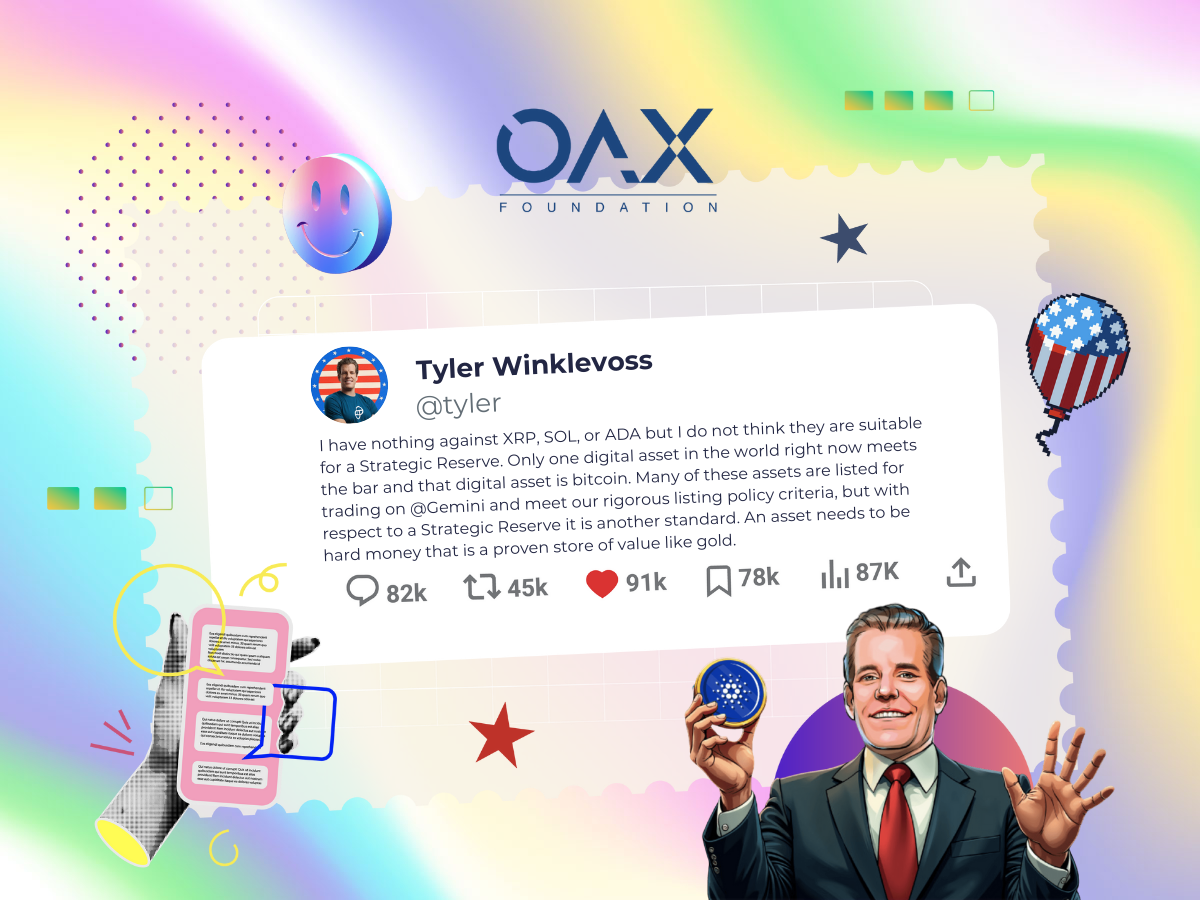 OAX
FOUNDATION
Tyler Winklevoss
@tyler
I have nothing against XRP, SOL, or ADA but I do not think they are suitable
for a Strategic Reserve. Only one digital asset in the world right now meets
the bar and that digital asset is bitcoin. Many of these assets are listed for
trading on @Gemini and meet our rigorous listing policy criteria, but with
respect to a Strategic Reserve it is another standard. An asset needs to be
hard money that is a proven store of value like gold.
82k 45k 91k 78k 87K